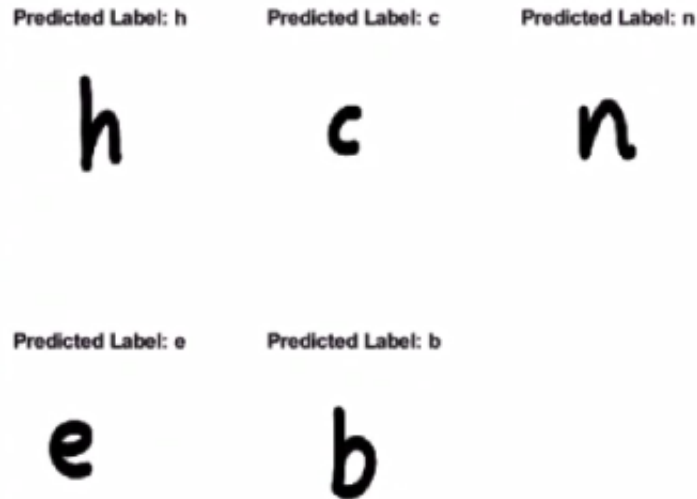 Predicted Label: h
Predicted Label: c
Predicted Label: n
h
c
n
Predicted Label: e
Predicted Label: b
e
b